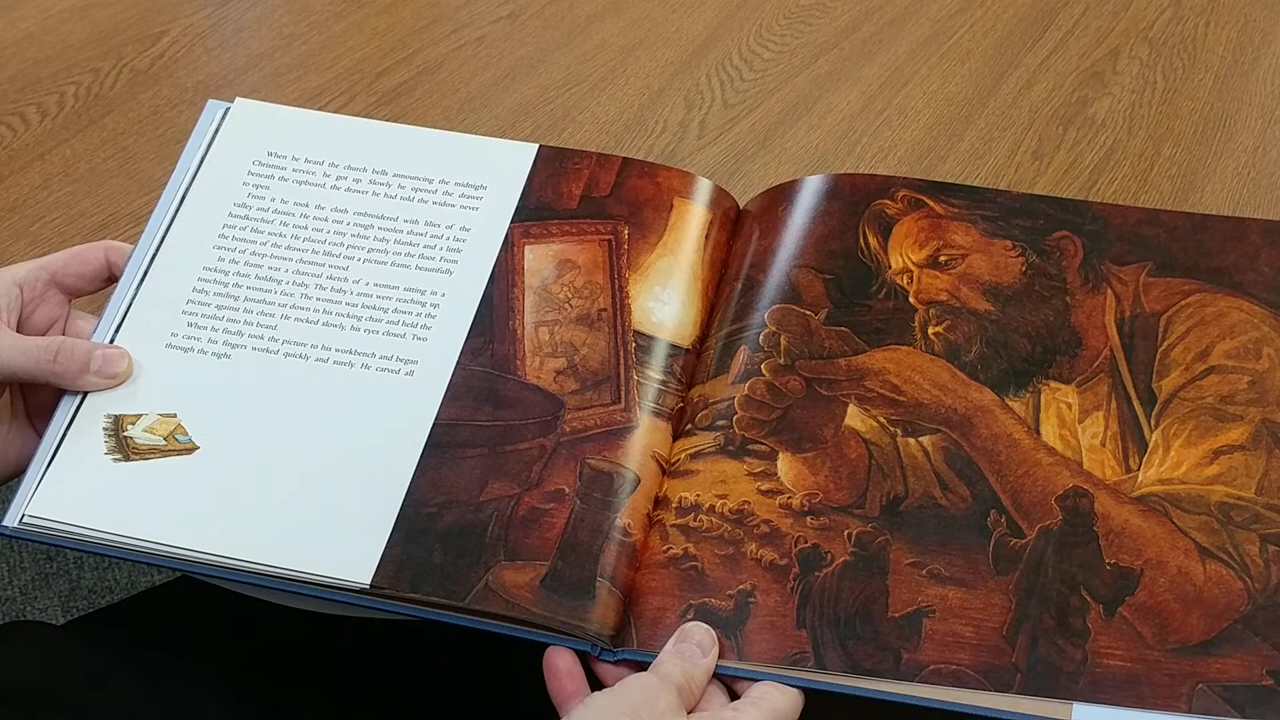 When he heard the church bells announcing the midnight
Christmas service, he got up. Slowly he opened the drawer
beneath the cupboard, the drawer he had told the widow never
to open.
From it he took the cloth embroidered with lilies of the
valley and daisies. He took out a rough woolen shawl and a lace
handkerchief. He took out a tiny white baby blanket and a little
pair of blue socks. He placed each piece gently on the floor. From
the bottom of the drawer he lifted out a picture frame, beautifully
carved of deep-brown chestnut wood.
In the frame was a charcoal sketch of a woman sitting in a
rocking chair, holding a baby. The baby's arms were reaching up
touching the woman's face. The woman was looking down at the
baby, smiling. Jonathan sat down in his rocking chair and held the
picture against his chest. He rocked slowly, his eyes closed. Two
tears trailed into his beard.
When he finally took the picture to his workbench and began
to carve, his fingers worked quickly and surely. He carved all
through the night.